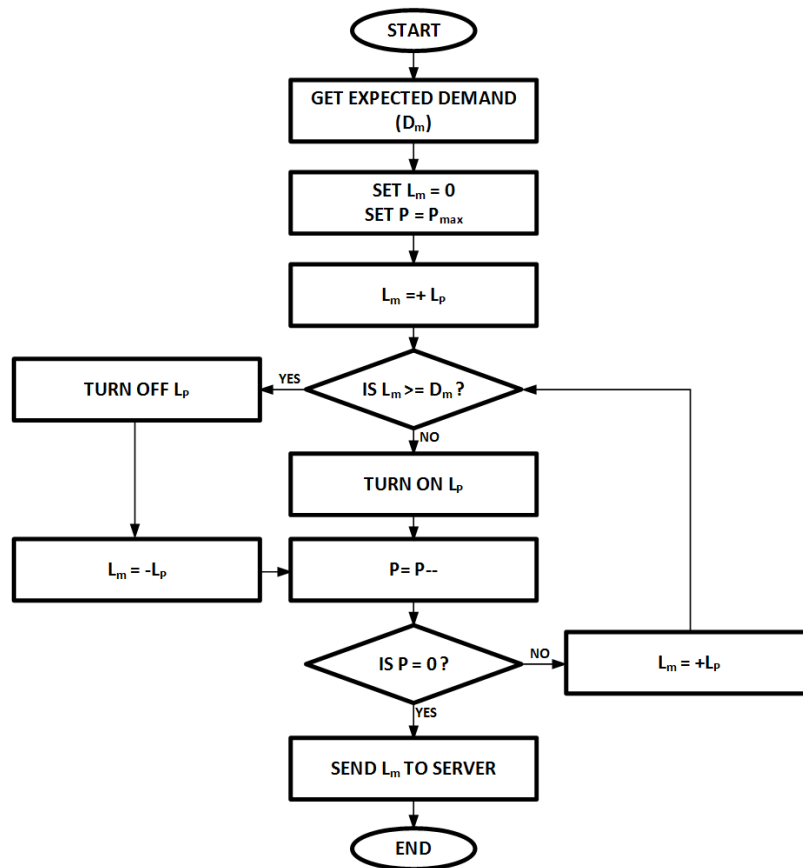 START
GET EXPECTED DEMAND
(Dₘ)
SET Lₘ = 0
SET P = Pₘₐₓ
Lₘ =+ Lₚ
IS Lₘ >= Dₘ ?
YES
TURN OFF Lₚ
NO
TURN ON Lₚ
Lₘ = -Lₚ
P= P--
IS P = 0 ?
NO
Lₘ = +Lₚ
YES
SEND Lₘ TO SERVER
END